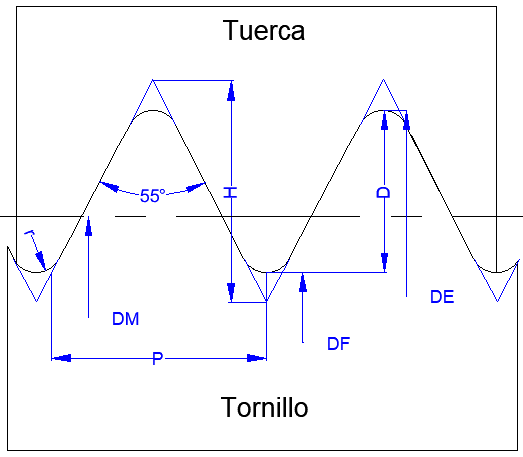 Tuerca
55°
H
D
r
DE
DM
DF
P
Tornillo